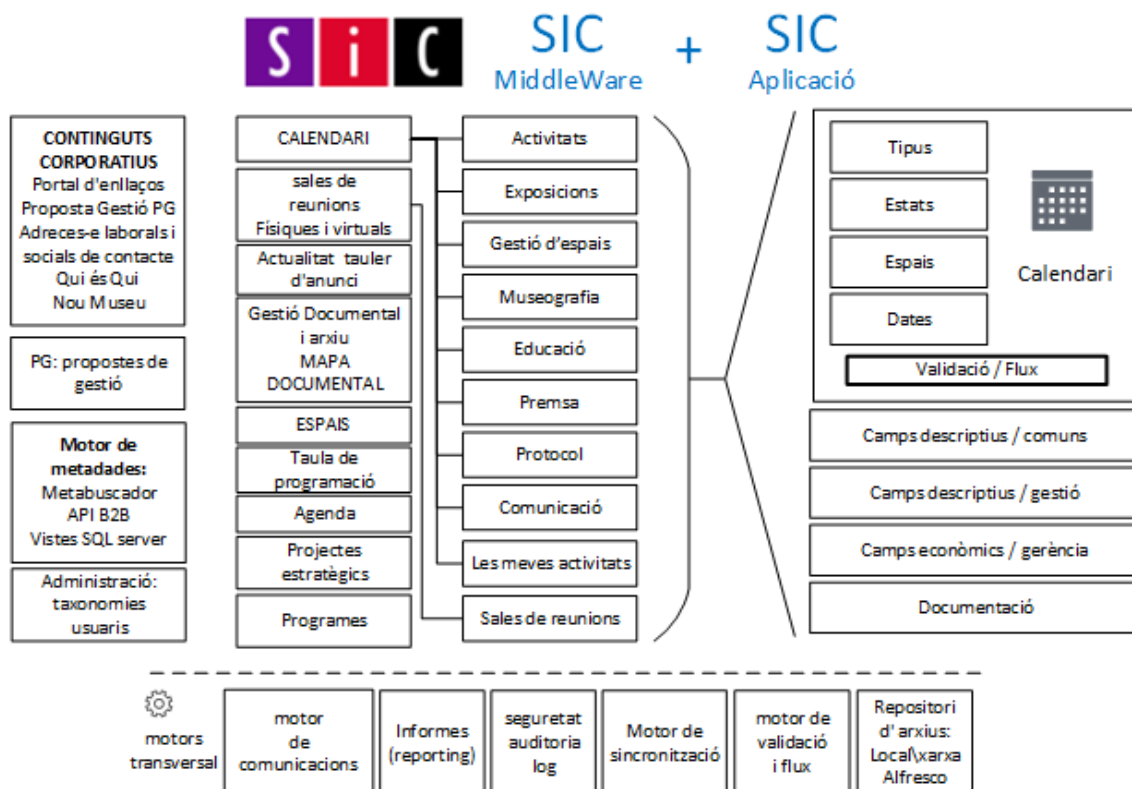 SiC
SIC
MiddleWare
+
SIC
Aplicació
CONTINGUTS
CORPORATIUS
Portal d'enllaços
Proposta Gestió PG
Adreces-e laborals i
socials de contacte
Qui és Qui
Nou Museu
PG: propostes de
gestió
Motor de
metadades:
Metabuscador
API B2B
Vistes SQL server
Administració:
taxonomies
usuaris
CALENDARI
sales de
reunions
Físiques i virtuals
Actualitat tauler
d'anunci
Gestió Documental
i arxiu
MAPA
DOCUMENTAL
ESPAIS
Taula de
programació
Agenda
Projectes
estratègics
Programes
Activitats
Exposicions
Gestió d'espais
Museografia
Educació
Premsa
Protocol
Comunicació
Les meves activitats
Sales de reunions
Tipus
Estats
Espais
Dates
Calendari
Validació / Flux
Camps descriptius / comuns
Camps descriptius / gestió
Camps econòmics / gerència
Documentació
motors
transversal
motor
de
comunicacions
Informes
(reporting)
seguretat
auditoria
log
Motor de
sincronització
motor de
validació
i flux
Repositori
d' arxius:
Local\xarxa
Alfresco